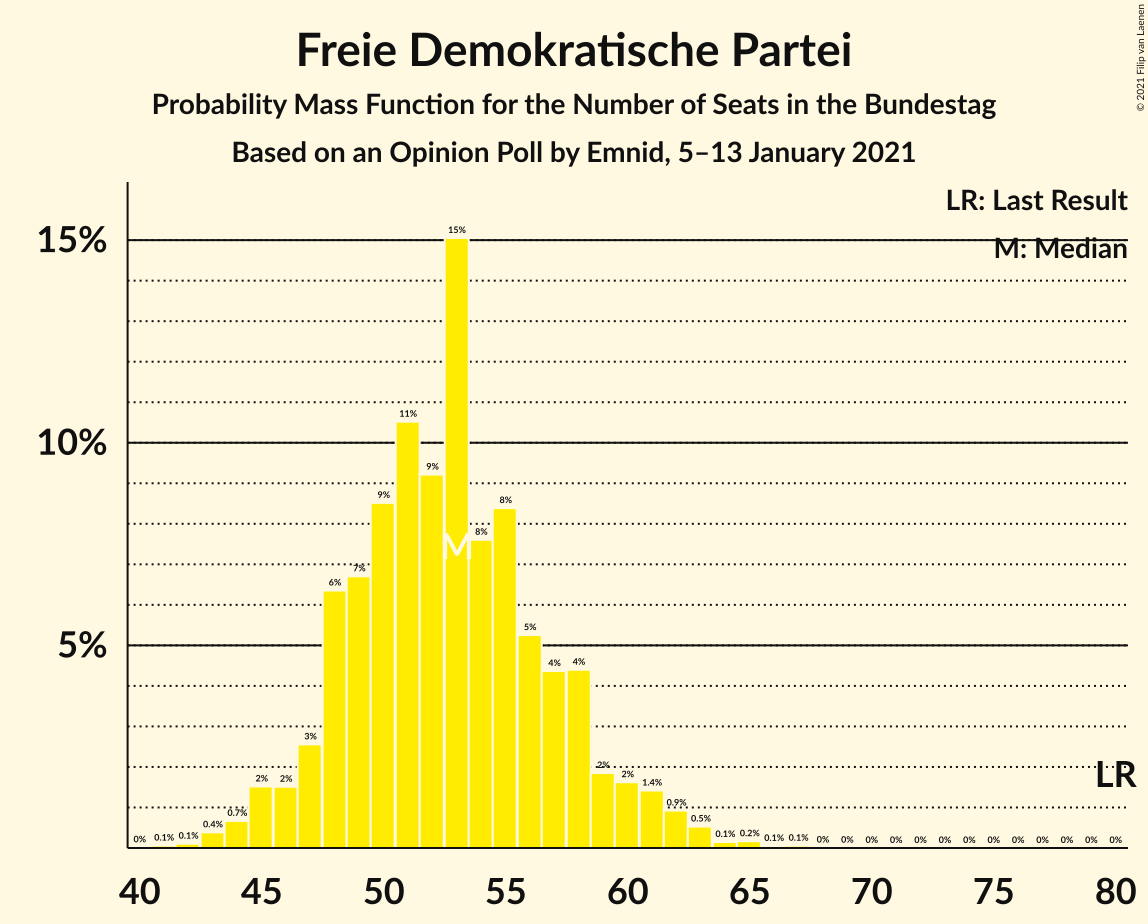 © 2021 Filip van Laenen
Freie Demokratische Partei
Probability Mass Function for the Number of Seats in the Bundestag
Based on an Opinion Poll by Emnid, 5–13 January 2021
LR: Last Result
M: Median
15%
10%
5%
0% 0.1% 0.1% 0.4% 0.7% 2% 2% 3% 6% 7% 9% 11% 9% 15% 8% 8% 5% 4% 4% 2% 2% 1.4% 0.9% 0.5% 0.1% 0.2% 0.1% 0.1% 0% 0% 0% 0% 0% 0% 0% 0% 0% 0% 0% 0% 0%
M
LR
40 45 50 55 60 65 70 75 80